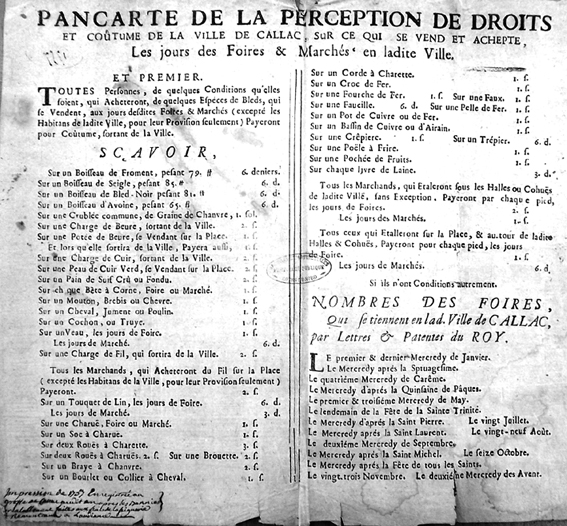 PANCARTE DE LA PERCEPTION DE DROITS
ET COÛTUME DE LA VILLE DE CALLAC, SUR CE QUI SE VEND ET ACHEPTE,
Les jours des Foires & Marchés en ladite Ville.
ET PREMIER.
TOUTES Personnes, de quelques Conditions qu'elles
soient, qui Acheteront, de quelques Espéces de Bleds, qui
se Vendent, aux jours desdites Foires & Marchés (excepté les
Habitans de ladite Ville, pour leur Provision seulement) Payeront
pour Coûtume, sortant de la Ville.
SCAVOIR,
Sur un Boisseau de Froment, pesant 79. ₶ 6. deniers.
Sur un Boisseau de Seigle, pesant 85. ₶ 6. d.
Sur un Boisseau de Bled-Noir pesant 81. ₶ 6. d.
Sur un Boisseau d'Avoine, pesant 65. ₶ 6. d.
Sur une Crublée commune, de Graine de Chanvre, 1. sol.
Sur une Charge de Beure, sortant de la Ville. 2. s.
Sur une Potée de Beure, se Vendant sur la Place. 1. s.
Et lors qu'elle sortira de la Ville, Payera aussi, 1. s.
Sur une Charge de Cuir, sortant de la Ville. 2. s.
Sur une Peau de Cuir Verd, se Vendant sur la Place. 2. s.
Sur un Pain de Suif Crû ou Fondu. 2. s.
Sur chaque Bête à Corne, Foire ou Marché. 1. s.
Sur un Mouton, Brebis ou Chevre. 1. s.
Sur un Cheval, Jument ou Poulin. 1. s.
Sur un Cochon, ou Truye. 1. s.
Sur un Veau, les jours de Foire. 1. s.
Les jours de Marché. 6. d.
Sur une Charge de Fil, qui sortira de la Ville. 2. s.
Tous les Marchands, qui Acheteront du Fil sur la Place
(excepté les Habitans de la Ville, pour leur Provision seulement)
Payeront. 2. s.
Sur un Touquet de Lin, les jours de Foire. 6. d.
Les jours de Marché. 3. d.
Sur une Charuë, Foire ou Marché. 1. s.
Sur un Soc à Charuë. 1. s.
Sur deux Rouës à Charette. 3. s.
Sur deux Rouës à Charuës. 2. s. Sur une Brouette. 2. s.
Sur un Braye à Chanvre. 2. s.
Sur un Bourlet ou Collier à Cheval. 1. s.
Sur un Corde à Charette. 1. s.
Sur un Croc de Fer. 1. s.
Sur une Fourche de Fer. 1. s. Sur une Faux. 1. s.
Sur une Faucille. 6. d. Sur une Pelle de Fer. 1. s.
Sur un Pot de Cuivre ou de Fer. 1. s.
Sur un Bassin de Cuivre ou d'Airain. 1. s.
Sur une Crêpiere. 1. s. Sur un Trépier. 6. d.
Sur une Poële à Frire. 1. s.
Sur une Pochée de Fruits. 1. s.
Sur chaque Livre de Laine. 3. d.
Tous les Marchands, qui Etaleront sous les Halles ou Cohuës
de ladite Ville, sans Exception, Payeront par chaque pied,
les jours de Foires. 2. s.
Les jours des Marchés. 1. s.
Tous ceux qui Etalleront sur la Place, & au-tour de ladite
Halles & Cohuës, Payeront pour chaque pied, les jours
de Foire. 1. s.
Les jours de Marchés. 6. d.
Si ils n'ont Conditions autrement.
NOMBRES DES FOIRES,
Qui se tiennent en lad. Ville de CALLAC,
par Lettres & Patentes du ROY.
LE premier & dernier Mercredy de Janvier.
Le Mercredy aprés la Septuagesime.
Le quatriéme Mercredy de Carême.
Le Mercredy d'aprés la Quinsaine de Pâques.
Le premier & troisiéme Mercredy de May.
Le lendemain de la Fête de la Sainte Trinité.
Le Mercredy d'aprés la Saint Pierre. Le vingt Juillet.
Le Mercredy aprés la Saint Laurent. Le vingt-neuf Août.
Le deuxiéme Mercredy de Septembre.
Le Mercredy aprés la Saint Michel. Le seize Octobre.
Le Mercredy aprés la Fête de tous les Saints.
Le vingt-trois Novembre. Le deuxiéme Mercredy des Avent.
Impression de